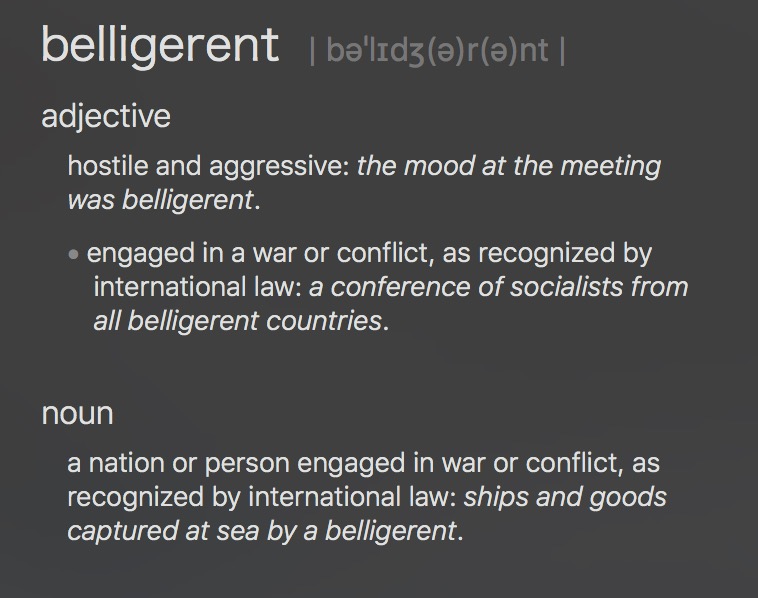 belligerent | bəˈlɪdʒ(ə)r(ə)nt |
adjective
hostile and aggressive: the mood at the meeting
was belligerent.
• engaged in a war or conflict, as recognized by
international law: a conference of socialists from
all belligerent countries.
noun
a nation or person engaged in war or conflict, as
recognized by international law: ships and goods
captured at sea by a belligerent.